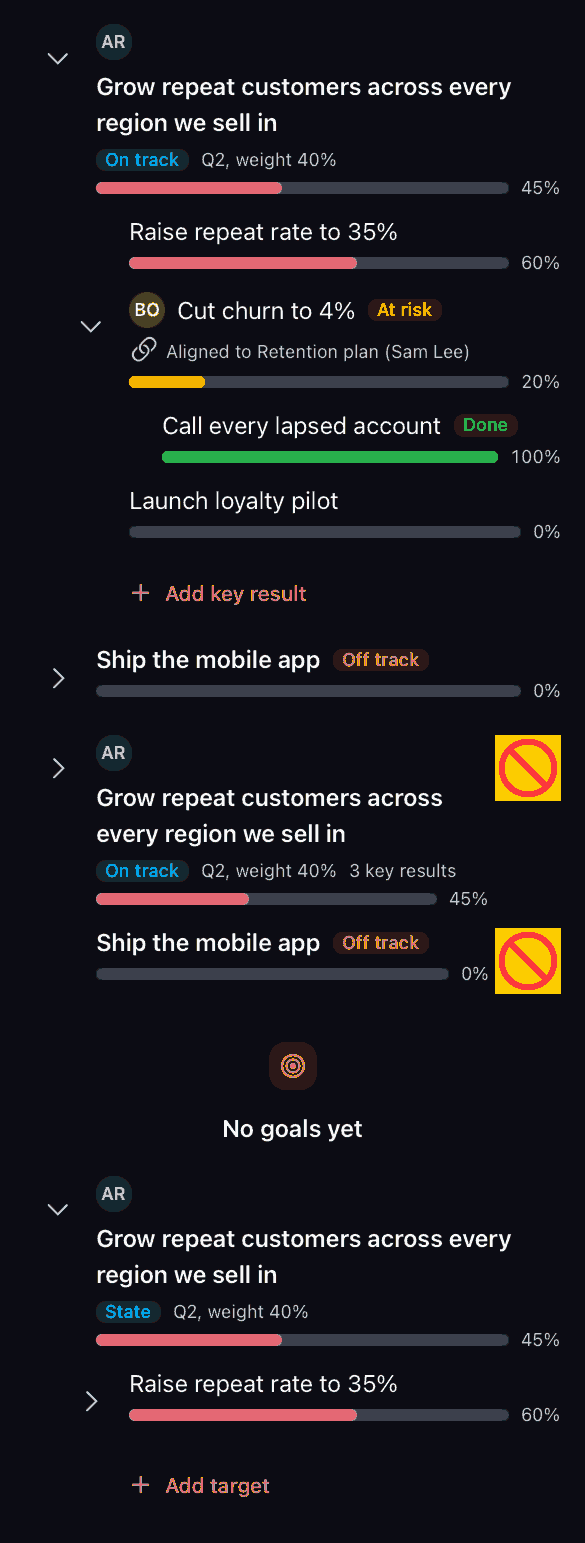 AR
Grow repeat customers across every
region we sell in
On track Q2, weight 40%
45%
Raise repeat rate to 35%
60%
BO Cut churn to 4% At risk
Aligned to Retention plan (Sam Lee)
20%
Call every lapsed account Done
100%
Launch loyalty pilot
0%
+ Add key result
Ship the mobile app Off track
0%
AR
Grow repeat customers across
every region we sell in
On track Q2, weight 40% 3 key results
45%
Ship the mobile app Off track
0%
No goals yet
AR
Grow repeat customers across every
region we sell in
State Q2, weight 40%
45%
Raise repeat rate to 35%
60%
+ Add target